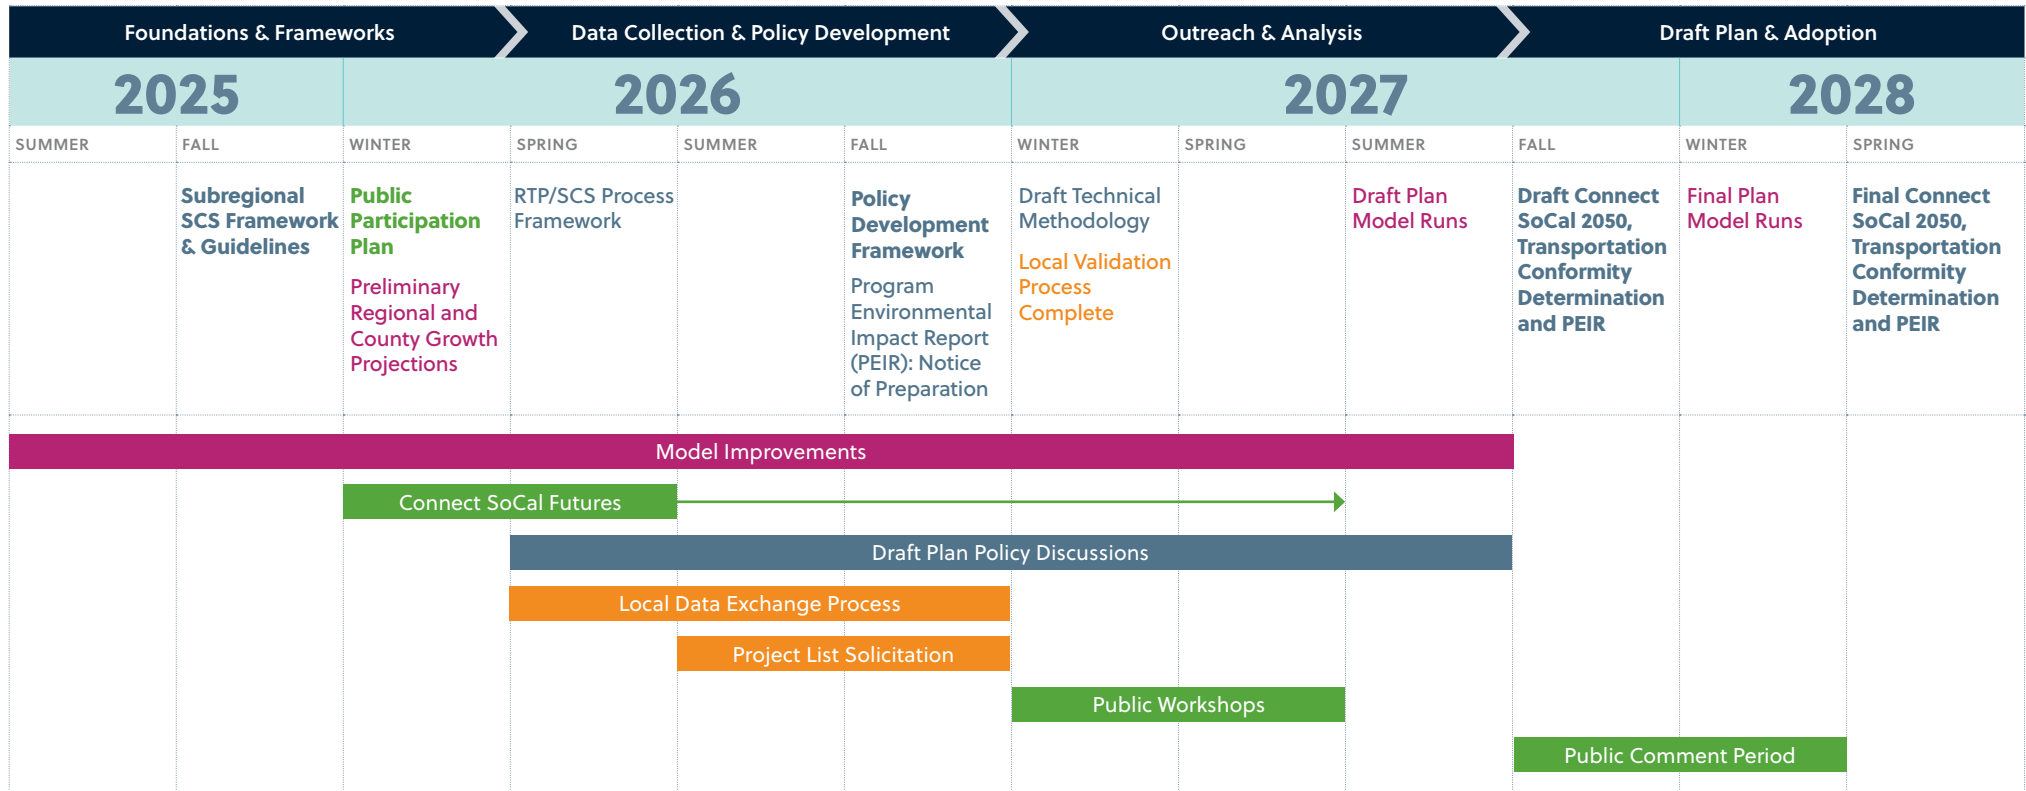 Foundations & Frameworks
Data Collection & Policy Development
Outreach & Analysis
Draft Plan & Adoption
2025
2026
2027
2028
SUMMER
FALL
WINTER
SPRING
SUMMER
FALL
WINTER
SPRING
SUMMER
FALL
WINTER
SPRING
Subregional
SCS Framework
& Guidelines
Public
Participation
Plan
Preliminary
Regional and
County Growth
Projections
RTP/SCS Process
Framework
Policy
Development
Framework
Program
Environmental
Impact Report
(PEIR): Notice
of Preparation
Draft Technical
Methodology
Local Validation
Process
Complete
Draft Plan
Model Runs
Draft Connect
SoCal 2050,
Transportation
Conformity
Determination
and PEIR
Final Plan
Model Runs
Final Connect
SoCal 2050,
Transportation
Conformity
Determination
and PEIR
Model Improvements
Connect SoCal Futures
Draft Plan Policy Discussions
Local Data Exchange Process
Project List Solicitation
Public Workshops
Public Comment Period